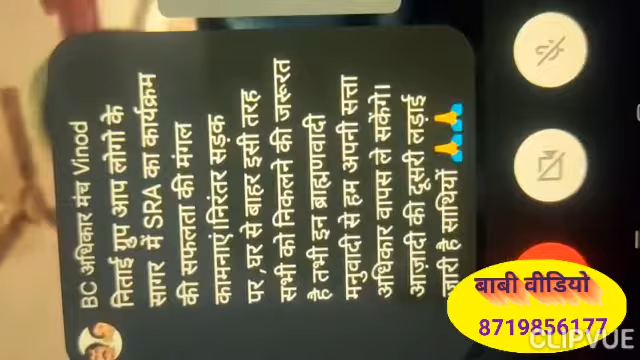 BC अधिकार मंच Vinod
निताई ग्रुप आप लोगो के
सागर में SRA का कार्यक्रम
की सफलता की मंगल
कामनाएं।निरंतर सड़क
पर ,घर से बाहर इसी तरह
सभी को निकलने की जरूरत
है तभी इन ब्राह्मणवादी
मनुवादी से हम अपनी सत्ता
अधिकार वापस ले सकेंगे।
आज़ादी की दूसरी लड़ाई
जारी है साथियों 🙏🙏
बाबी वीडियो
8719856177
CLIPVUE